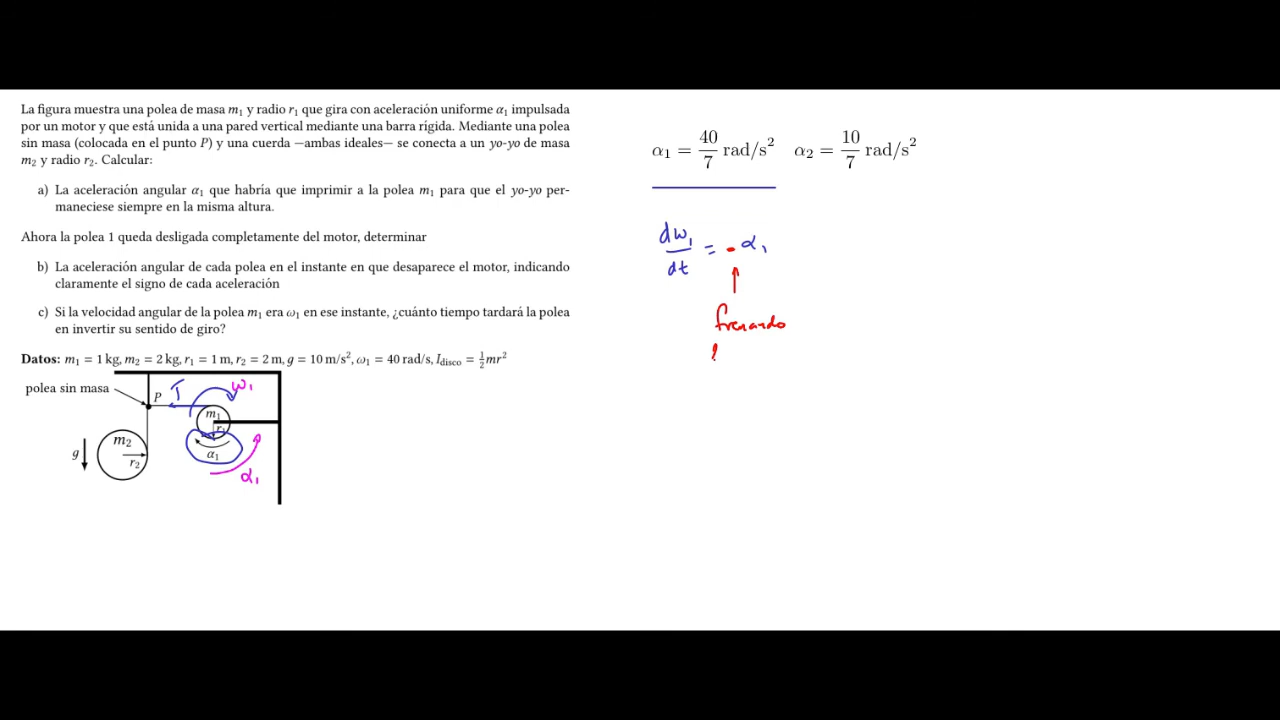 La figura muestra una polea de masa m₁ y radio r₁ que gira con aceleración uniforme α₁ impulsada
por un motor y que está unida a una pared vertical mediante una barra rígida. Mediante una polea
sin masa (colocada en el punto P) y una cuerda —ambas ideales— se conecta a un yo-yo de masa
m₂ y radio r₂. Calcular:
a) La aceleración angular α₁ que habría que imprimir a la polea m₁ para que el yo-yo per-
maneciese siempre en la misma altura.
Ahora la polea 1 queda desligada completamente del motor, determinar
b) La aceleración angular de cada polea en el instante en que desaparece el motor, indicando
claramente el signo de cada aceleración
c) Si la velocidad angular de la polea m₁ era ω₁ en ese instante, ¿cuánto tiempo tardará la polea
en invertir su sentido de giro?
Datos: m₁ = 1 kg, m₂ = 2 kg, r₁ = 1 m, r₂ = 2 m, g = 10 m/s², ω₁ = 40 rad/s, I_disco = ½mr²
polea sin masa
P
T
ω₁
m₁
r₁
α₁
α₁
m₂
r₂
g
α₁ = 40/7 rad/s² α₂ = 10/7 rad/s²
dω₁/dt = - α₁
frenando